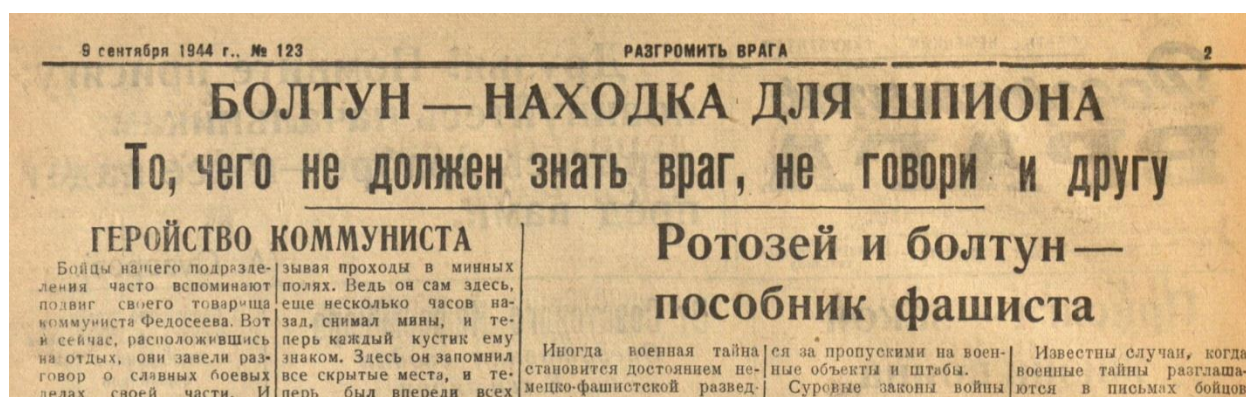 9 сентября 1944 г., № 123 РАЗГРОМИТЬ ВРАГА 2
БОЛТУН — НАХОДКА ДЛЯ ШПИОНА
То, чего не должен знать враг, не говори и другу
ГЕРОЙСТВО КОММУНИСТА
Бойцы нашего подразде-
ления часто вспоминают
подвиг своего товарища
коммуниста Федосеева. Вот
и сейчас, расположившись
на отдых, они завели раз-
говор о славных боевых
делах своей части. И
зывая проходы в минных
полях. Ведь он сам здесь,
еще несколько часов на-
зад, снимал мины, и те-
перь каждый кустик ему
знаком. Здесь он запомнил
все скрытые места, и те-
перь был впереди всех
Ротозей и болтун —
пособник фашиста
Иногда военная тайна
становится достоянием не-
мецко-фашистской развед-
ся за пропускими на воен-
ные объекты и штабы.
Суровые законы войны
Известны случаи, когда
военные тайны разглаша-
ются в письмах бойцов